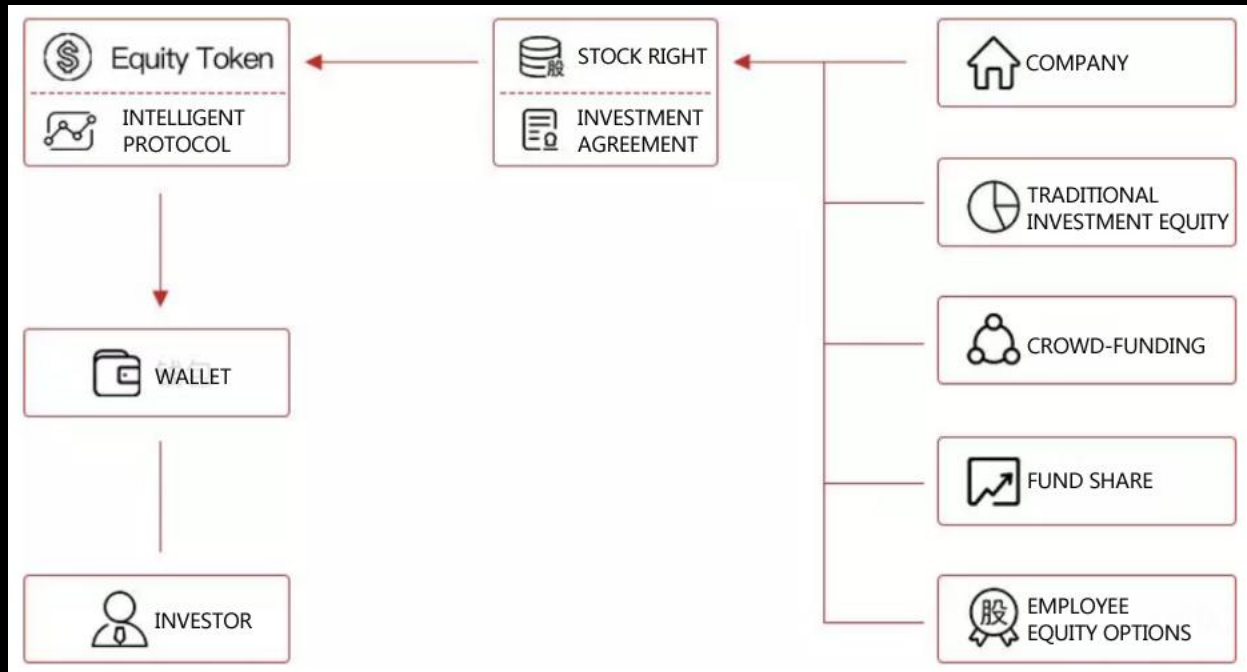 Equity Token
INTELLIGENT
PROTOCOL
股
STOCK RIGHT
INVESTMENT
AGREEMENT
COMPANY
TRADITIONAL
INVESTMENT EQUITY
CROWD-FUNDING
WALLET
FUND SHARE
INVESTOR
股
EMPLOYEE
EQUITY OPTIONS